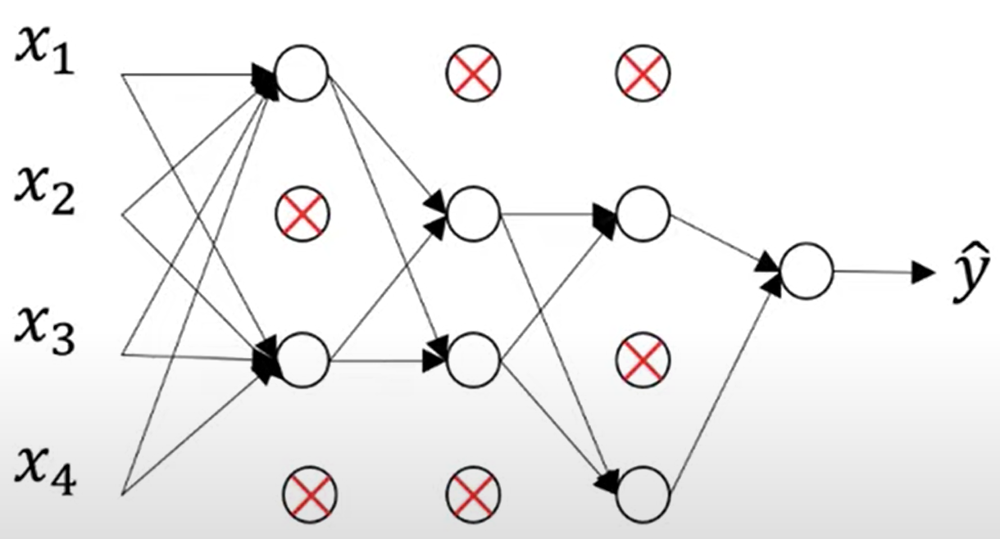 x₁
x₂
x₃
x₄
ŷ